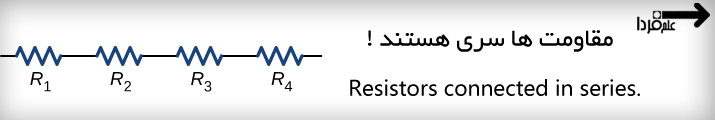 مقاومت ها سری هستند !
علم فردا
R1 R2 R3 R4
Resistors connected in series.